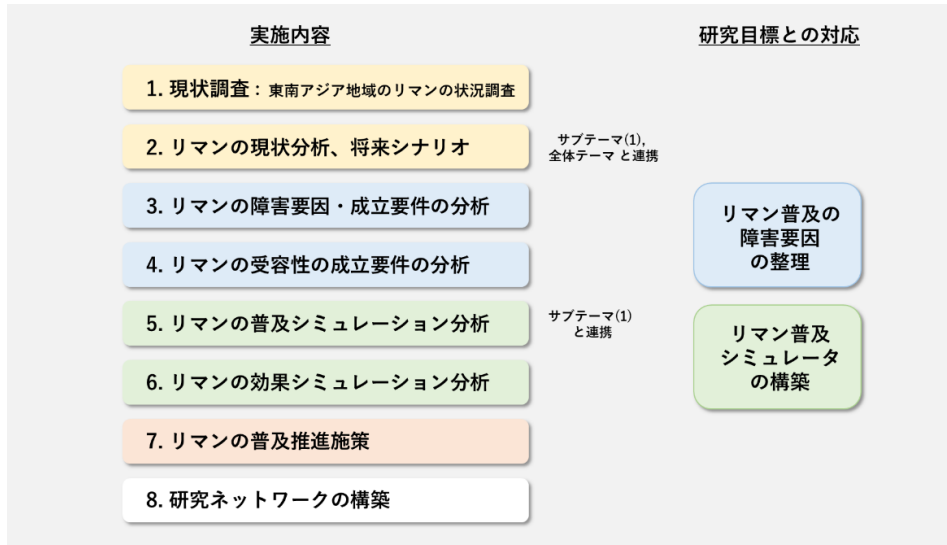 実施内容
研究目標との対応
1. 現状調査： 東南アジア地域のリマンの状況調査
2. リマンの現状分析、将来シナリオ
サブテーマ(1),
全体テーマ と連携
3. リマンの障害要因・成立要件の分析
4. リマンの受容性の成立要件の分析
リマン普及の
障害要因
の整理
5. リマンの普及シミュレーション分析
サブテーマ(1)
と連携
6. リマンの効果シミュレーション分析
リマン普及
シミュレータ
の構築
7. リマンの普及推進施策
8. 研究ネットワークの構築